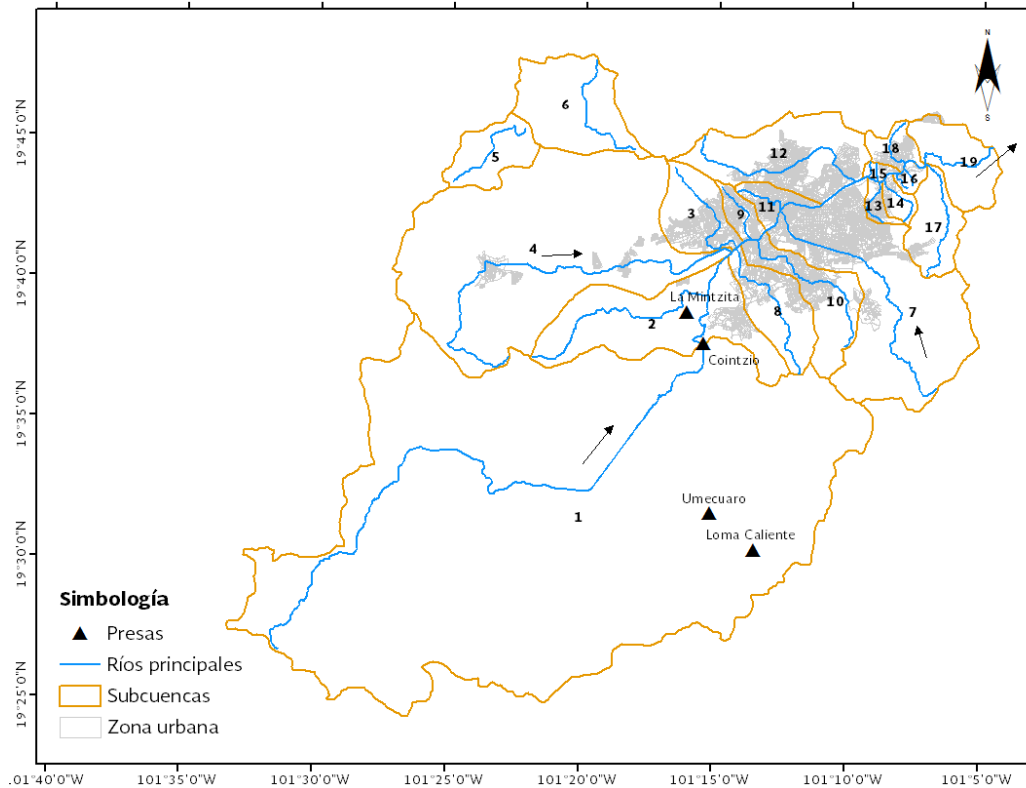 N
S
6
5
12
18
15
16
19
13
14
3
9
11
17
4
La Mintzita
2
8
10
7
Cointzio
1
Umecuaro
Loma Caliente
19°45'0"N
19°40'0"N
19°35'0"N
19°30'0"N
19°25'0"N
Simbología
Presas
Ríos principales
Subcuencas
Zona urbana
101°40'0"W 101°35'0"W 101°25'0"W 101°20'0"W 101°15'0"W 101°10'0"W 101°5'0"W